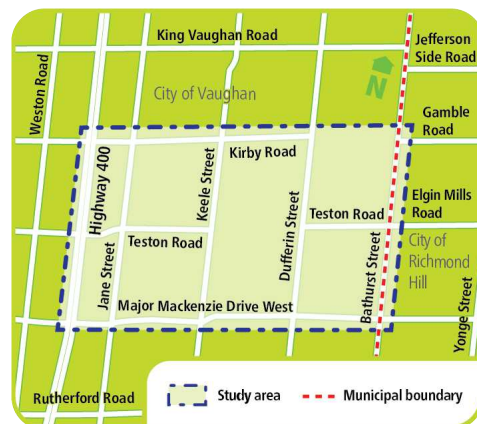 King Vaughan Road
Jefferson
Side Road
Weston Road
N
City of Vaughan
Gamble
Road
Highway 400
Kirby Road
Keele Street
Elgin Mills
Road
Teston Road
Dufferin Street
Teston Road
City of
Richmond
Hill
Jane Street
Bathurst Street
Major Mackenzie Drive West
Yonge Street
Rutherford Road
Study area
Municipal boundary